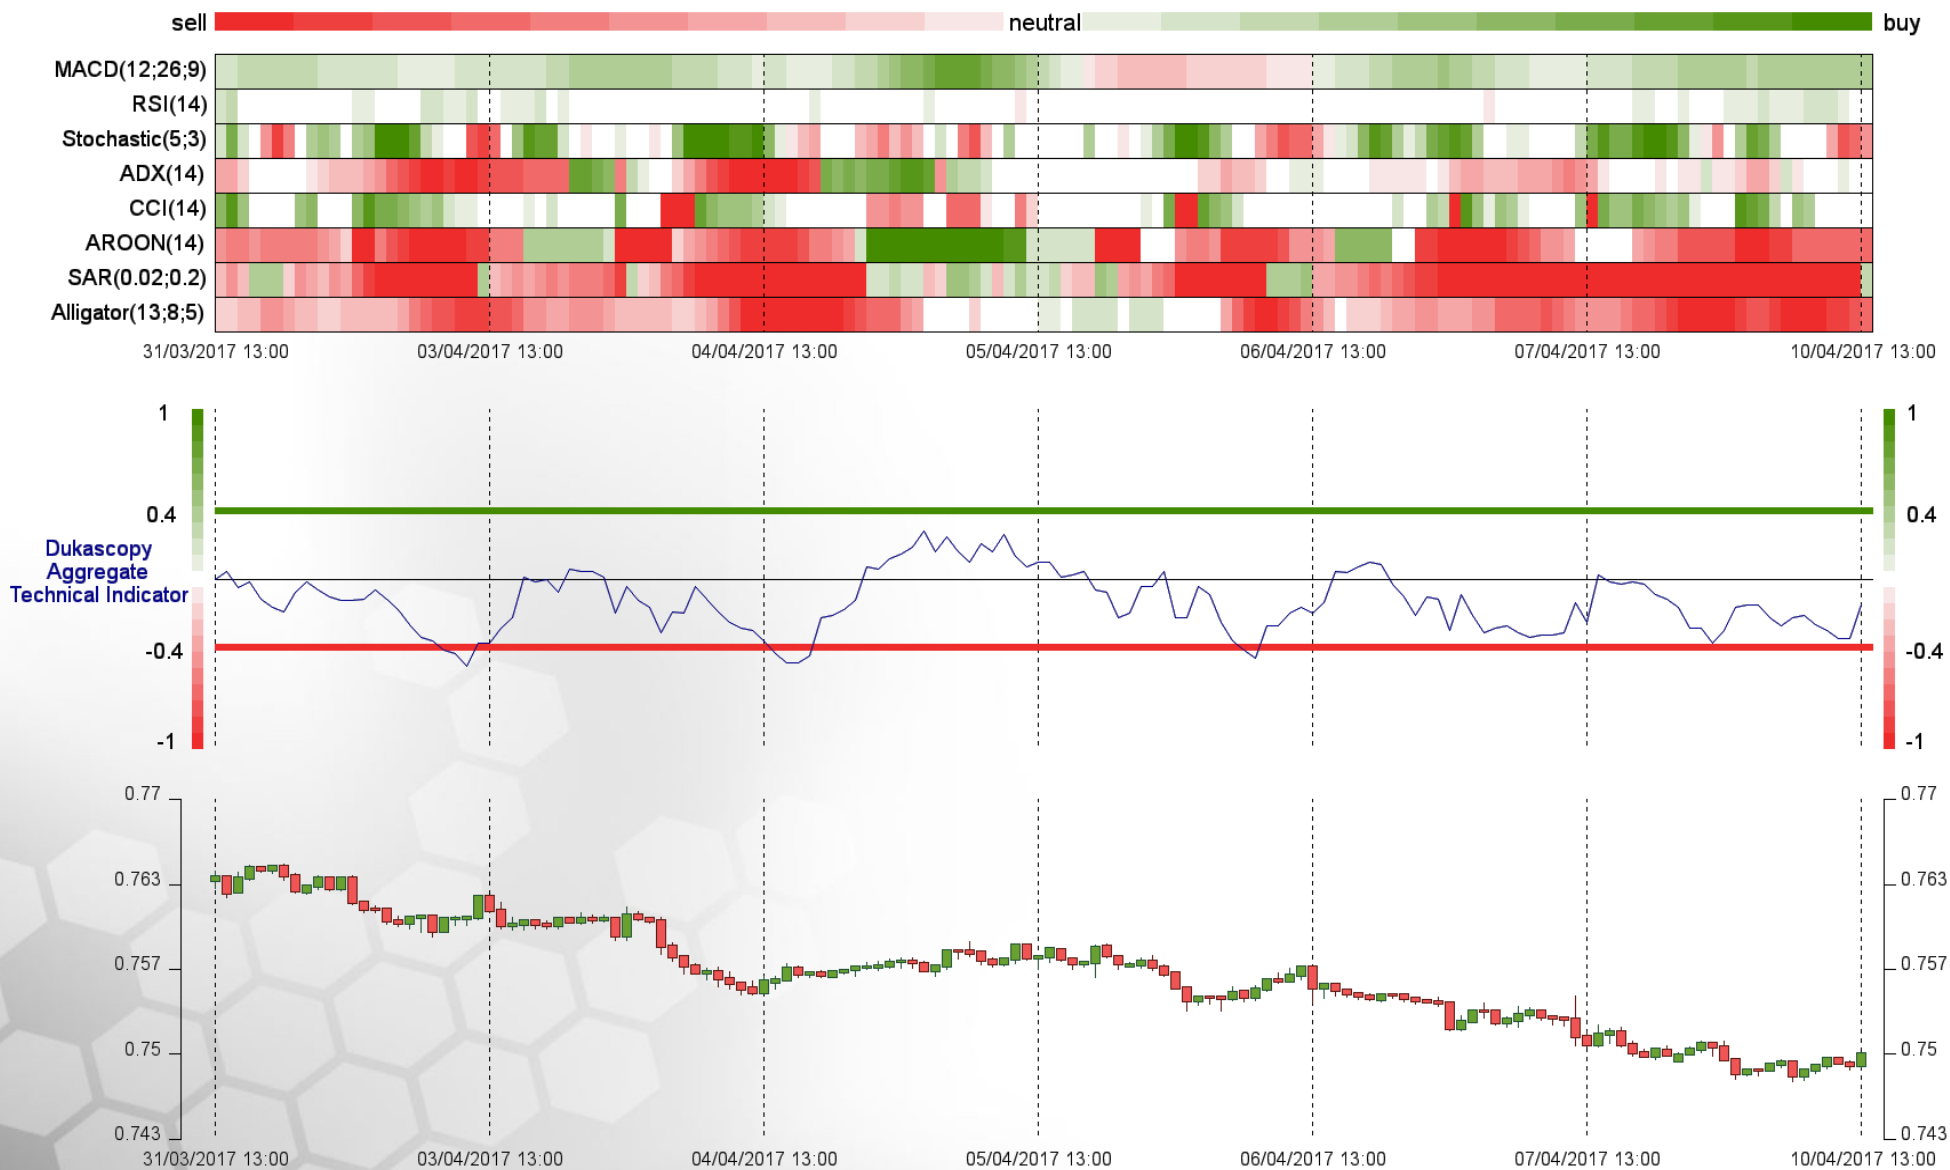 sell neutral buy
MACD(12;26;9)
RSI(14)
Stochastic(5;3)
ADX(14)
CCI(14)
AROON(14)
SAR(0.02;0.2)
Alligator(13;8;5)
31/03/2017 13:00 03/04/2017 13:00 04/04/2017 13:00 05/04/2017 13:00 06/04/2017 13:00 07/04/2017 13:00 10/04/2017 13:00
1 1
0.4 0.4
Dukascopy
Aggregate
Technical Indicator
-0.4 -0.4
-1 -1
0.77 0.77
0.763 0.763
0.757 0.757
0.75 0.75
0.743 0.743
31/03/2017 13:00 03/04/2017 13:00 04/04/2017 13:00 05/04/2017 13:00 06/04/2017 13:00 07/04/2017 13:00 10/04/2017 13:00